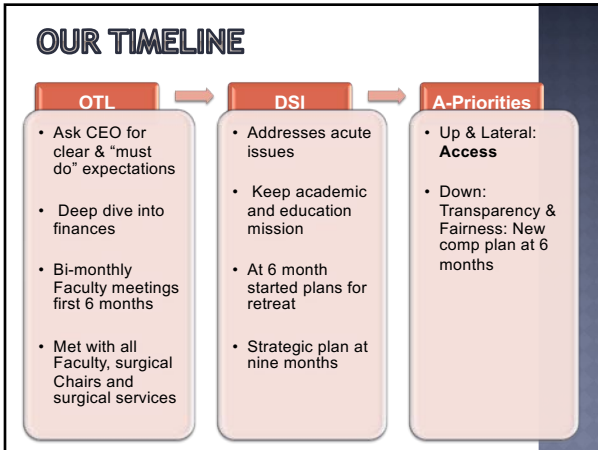 OUR TIMELINE
OTL
• Ask CEO for
clear & “must
do” expectations
• Deep dive into
finances
• Bi-monthly
Faculty meetings
first 6 months
• Met with all
Faculty, surgical
Chairs and
surgical services
DSI
• Addresses acute
issues
• Keep academic
and education
mission
• At 6 month
started plans for
retreat
• Strategic plan at
nine months
A-Priorities
• Up & Lateral:
Access
• Down:
Transparency &
Fairness: New
comp plan at 6
months